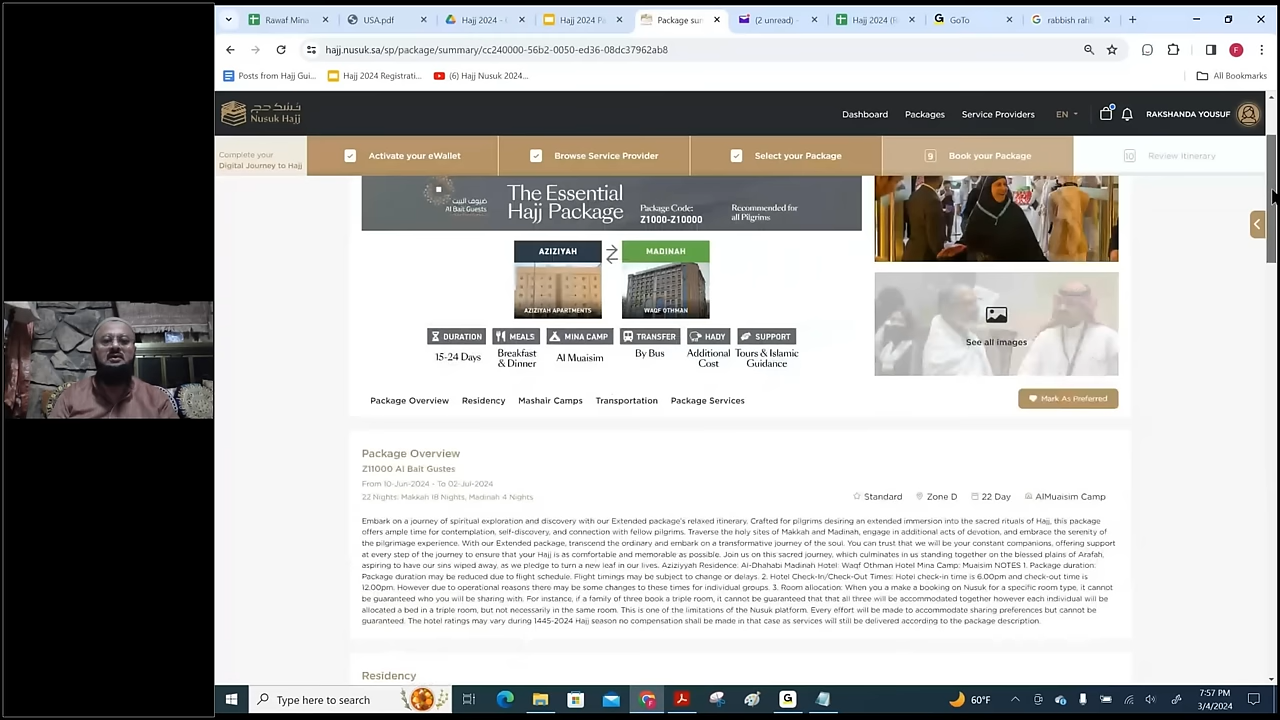 Rawaf Mina
USA.pdf
Hajj 2024 -
Hajj 2024 Pa
Package sum
(2 unread) -
Hajj 2024 (R
GoTo
rabbish rahl
hajj.nusuk.sa/sp/package/summary/cc240000-56b2-0050-ed36-08dc37962ab8
Posts from Hajj Gui...
Hajj 2024 Registrati...
(6) Hajj Nusuk 2024...
All Bookmarks
نسك حج
Nusuk Hajj
Dashboard
Packages
Service Providers
EN
RAKSHANDA YOUSUF
Complete your
Digital Journey to Hajj
Activate your eWallet
Browse Service Provider
Select your Package
9 Book your Package
10 Review Itinerary
ضيوف البيت
Al Bait Guests
The Essential
Hajj Package
Package Code:
Z1000-Z10000
Recommended for
all Pilgrims
AZIZIYAH
MADINAH
AZIZIYAH APARTMENTS
WAQF OTHMAN
DURATION
MEALS
MINA CAMP
TRANSFER
HADY
SUPPORT
15-24 Days
Breakfast
& Dinner
Al Muaisim
By Bus
Additional
Cost
Tours & Islamic
Guidance
See all images
Package Overview
Residency
Mashair Camps
Transportation
Package Services
Mark As Preferred
Package Overview
Z11000 Al Bait Gustes
From 10-Jun-2024 - To 02-Jul-2024
22 Nights: Makkah 18 Nights, Madinah 4 Nights,
Standard
Zone D
22 Day
AlMuaisim Camp
Embark on a journey of spiritual exploration and discovery with our Extended package's relaxed itinerary. Crafted for pilgrims desiring an extended immersion into the sacred rituals of Hajj, this package
offers ample time for contemplation, self-discovery, and connection with fellow pilgrims. Traverse the holy sites of Makkah and Madinah, engage in additional acts of devotion, and embrace the serenity of
the pilgrimage experience. With our Extended package, transcend the ordinary and embark on a transformative journey of the soul. You can trust that we will be your constant companions, offering support
at every step of the journey to ensure that your Hajj is as comfortable and memorable as possible. Join us on this sacred journey, which culminates in us standing together on the blessed plains of Arafah,
aspiring to have our sins wiped away, as we pledge to turn a new leaf in our lives. Aziziyyah Residence: Al-Dhahabi Madinah Hotel: Waqf Othman Hotel Mina Camp: Muaisim NOTES 1. Package duration:
Package duration may be reduced due to flight schedule. Flight timings may be subject to change or delays. 2. Hotel Check-In/Check-Out Times: Hotel check-in time is 6.00pm and check-out time is
12.00pm. However due to operational reasons there may be some changes to these times for individual groups. 3. Room allocation: When you a make a booking on Nusuk for a specific room type, it cannot
be guaranteed who you will be sharing with. For instance, if a family of three book a triple room, it cannot be guaranteed that that all three will be accommodated together however each individual will be
allocated a bed in a triple room, but not necessarily in the same room. This is one of the limitations of the Nusuk platform. Every effort will be made to accommodate sharing preferences but cannot be
guaranteed. The hotel ratings may vary during 1445-2024 Hajj season no compensation shall be made in that case as services will still be delivered according to the package description.
Residency
Type here to search
60°F
7:57 PM
3/4/2024